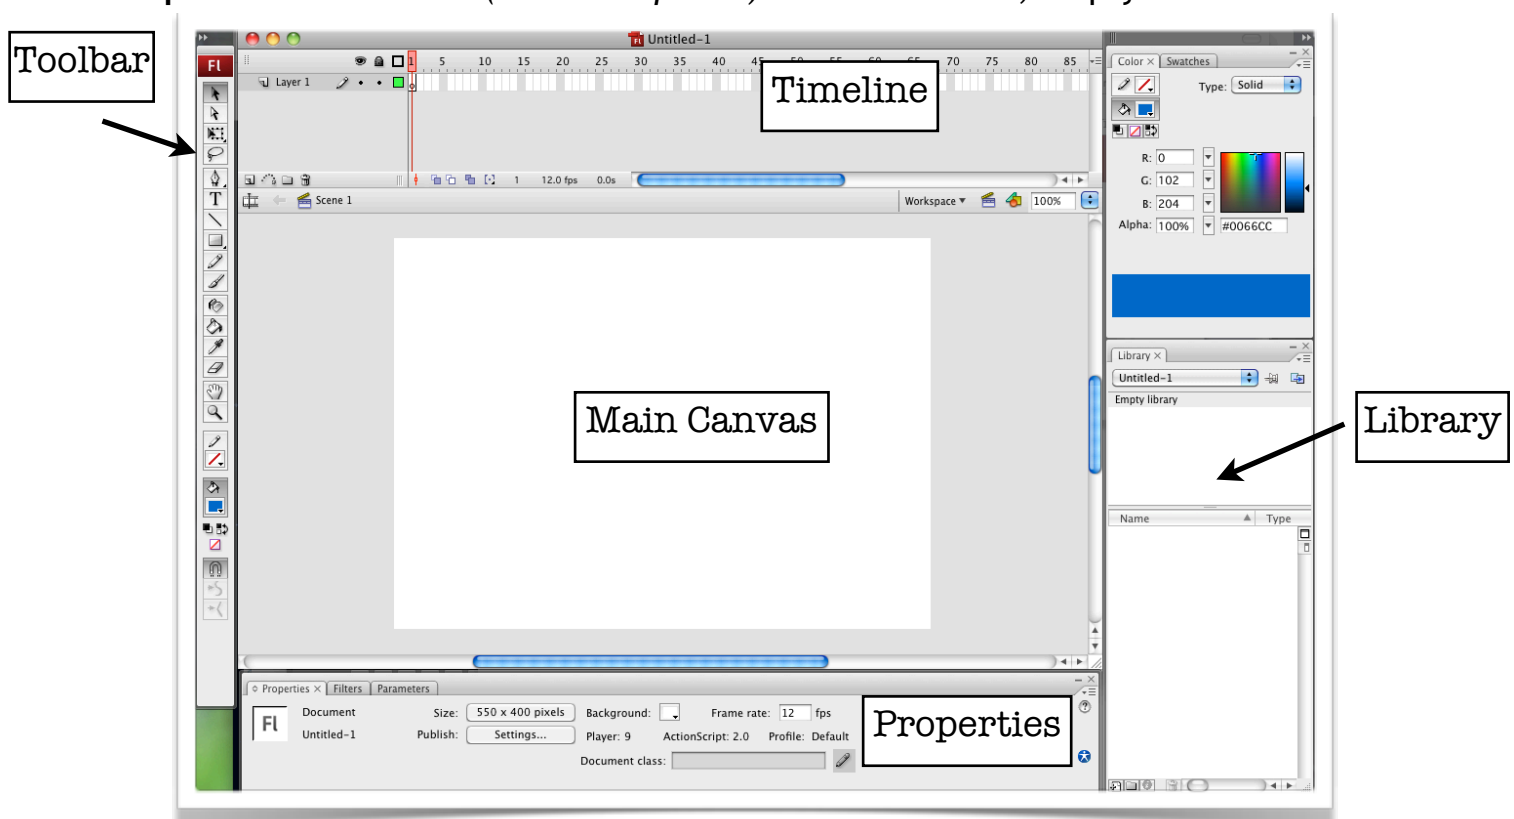 Toolbar
Untitled-1
Fl
1 5 10 15 20 25 30 35 40 70 75 80 85
Layer 1
Timeline
1 12.0 fps 0.0s
Scene 1
Workspace 100%
T
Main Canvas
Color × Swatches
Type: Solid
R: 0
G: 102
B: 204
Alpha: 100% #0066CC
Library ×
Untitled-1
Empty library
Library
Name Type
Properties × Filters Parameters
Fl
Document Size: 550 x 400 pixels Background: Frame rate: 12 fps
Untitled-1 Publish: Settings... Player: 9 ActionScript: 2.0 Profile: Default
Document class:
Properties